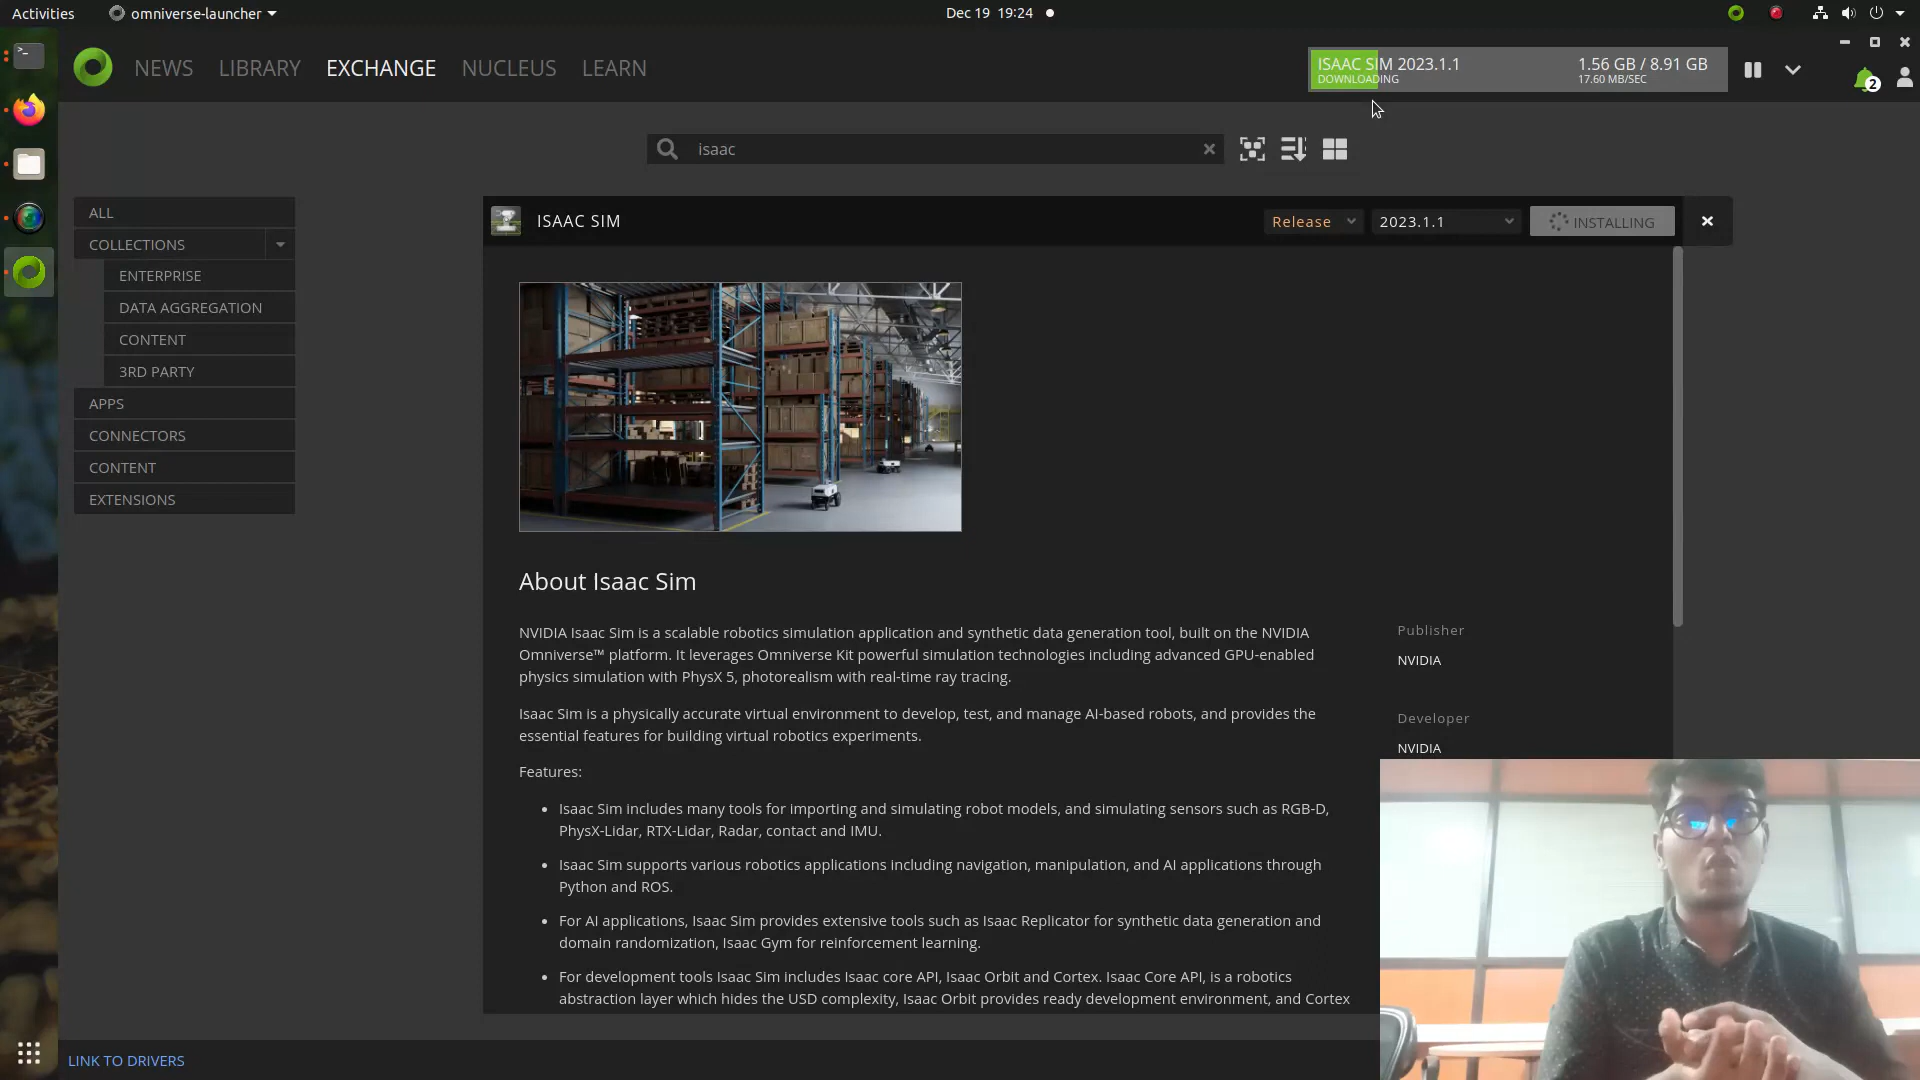 Activities
omniverse-launcher
Dec 19 19:24
NEWS
LIBRARY
EXCHANGE
NUCLEUS
LEARN
ISAAC SIM 2023.1.1
DOWNLOADING
1.56 GB / 8.91 GB
17.60 MB/SEC
2
isaac
ALL
COLLECTIONS
ENTERPRISE
DATA AGGREGATION
CONTENT
3RD PARTY
APPS
CONNECTORS
CONTENT
EXTENSIONS
ISAAC SIM
Release
2023.1.1
INSTALLING
About Isaac Sim
NVIDIA Isaac Sim is a scalable robotics simulation application and synthetic data generation tool, built on the NVIDIA
Omniverse™ platform. It leverages Omniverse Kit powerful simulation technologies including advanced GPU-enabled
physics simulation with PhysX 5, photorealism with real-time ray tracing.
Isaac Sim is a physically accurate virtual environment to develop, test, and manage AI-based robots, and provides the
essential features for building virtual robotics experiments.
Features:
• Isaac Sim includes many tools for importing and simulating robot models, and simulating sensors such as RGB-D,
PhysX-Lidar, RTX-Lidar, Radar, contact and IMU.
• Isaac Sim supports various robotics applications including navigation, manipulation, and AI applications through
Python and ROS.
• For AI applications, Isaac Sim provides extensive tools such as Isaac Replicator for synthetic data generation and
domain randomization, Isaac Gym for reinforcement learning.
• For development tools Isaac Sim includes Isaac core API, Isaac Orbit and Cortex. Isaac Core API, is a robotics
abstraction layer which hides the USD complexity, Isaac Orbit provides ready development environment, and Cortex
Publisher
NVIDIA
Developer
NVIDIA
LINK TO DRIVERS